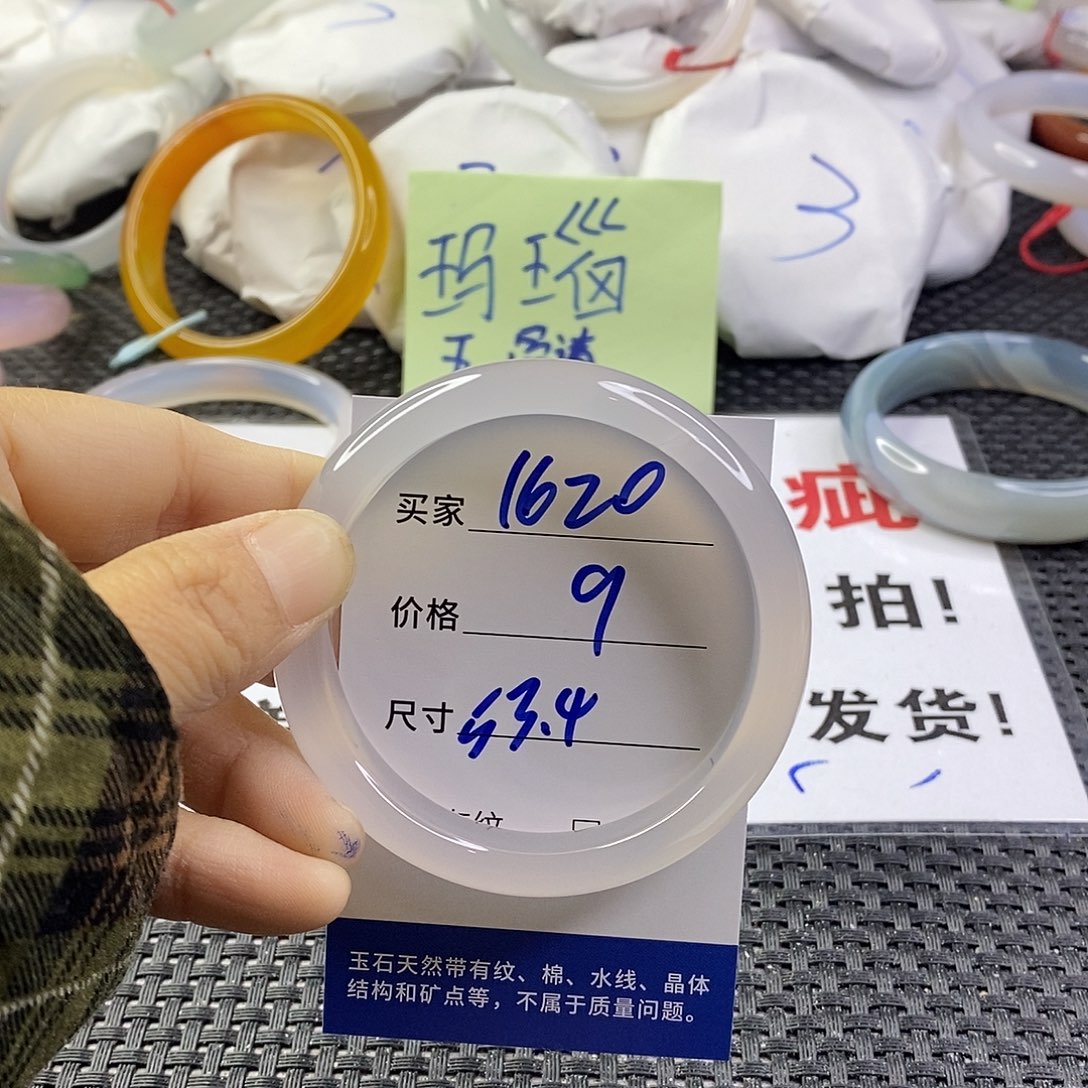 3
玛瑙
买家 1620
价格 9
尺寸 53.4
疵
拍!
发货!
玉石天然带有纹、棉、水线、晶体
结构和矿点等，不属于质量问题。